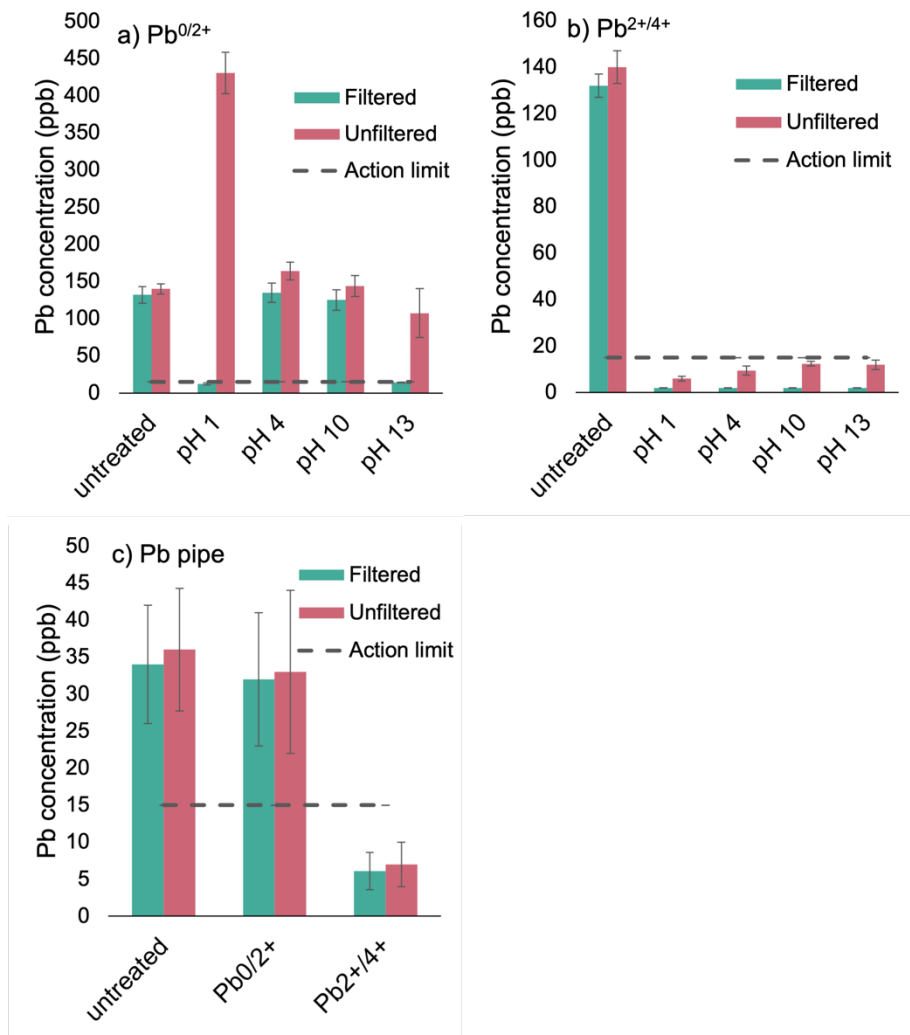 a) Pb0/2+
Pb concentration (ppb)
500
450
400
350
300
250
200
150
100
50
0
Filtered
Unfiltered
Action limit
untreated
pH 1
pH 4
pH 10
pH 13
b) Pb2+/4+
Pb concentration (ppb)
160
140
120
100
80
60
40
20
0
Filtered
Unfiltered
Action limit
untreated
pH 1
pH 4
pH 10
pH 13
c) Pb pipe
Pb concentration (ppb)
50
45
40
35
30
25
20
15
10
5
0
Filtered
Unfiltered
Action limit
untreated
Pb0/2+
Pb2+/4+